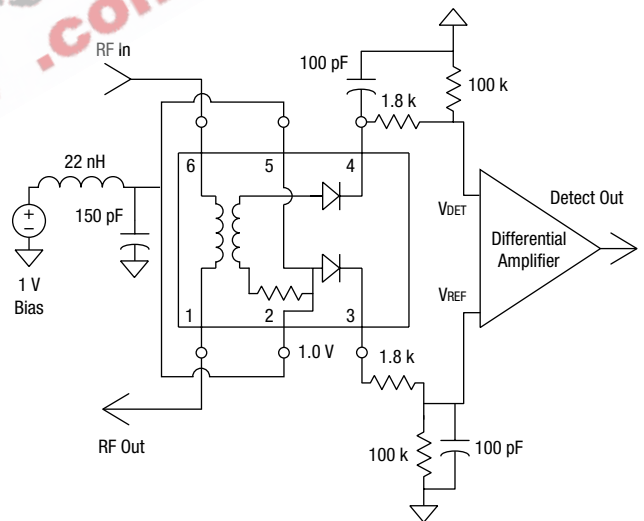 .com
RF In
100 pF
100 k
1.8 k
22 nH
6
5
4
150 pF
VDET
Detect Out
Differential
Amplifier
1 V
Bias
VREF
1
2
3
1.0 V
1.8 k
RF Out
100 k
100 pF